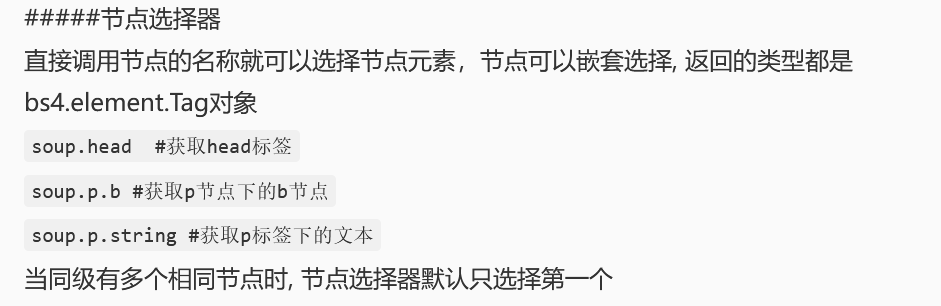 #####节点选择器
直接调用节点的名称就可以选择节点元素，节点可以嵌套选择, 返回的类型都是
bs4.element.Tag对象
soup.head  #获取head标签
soup.p.b #获取p节点下的b节点
soup.p.string #获取p标签下的文本
当同级有多个相同节点时, 节点选择器默认只选择第一个